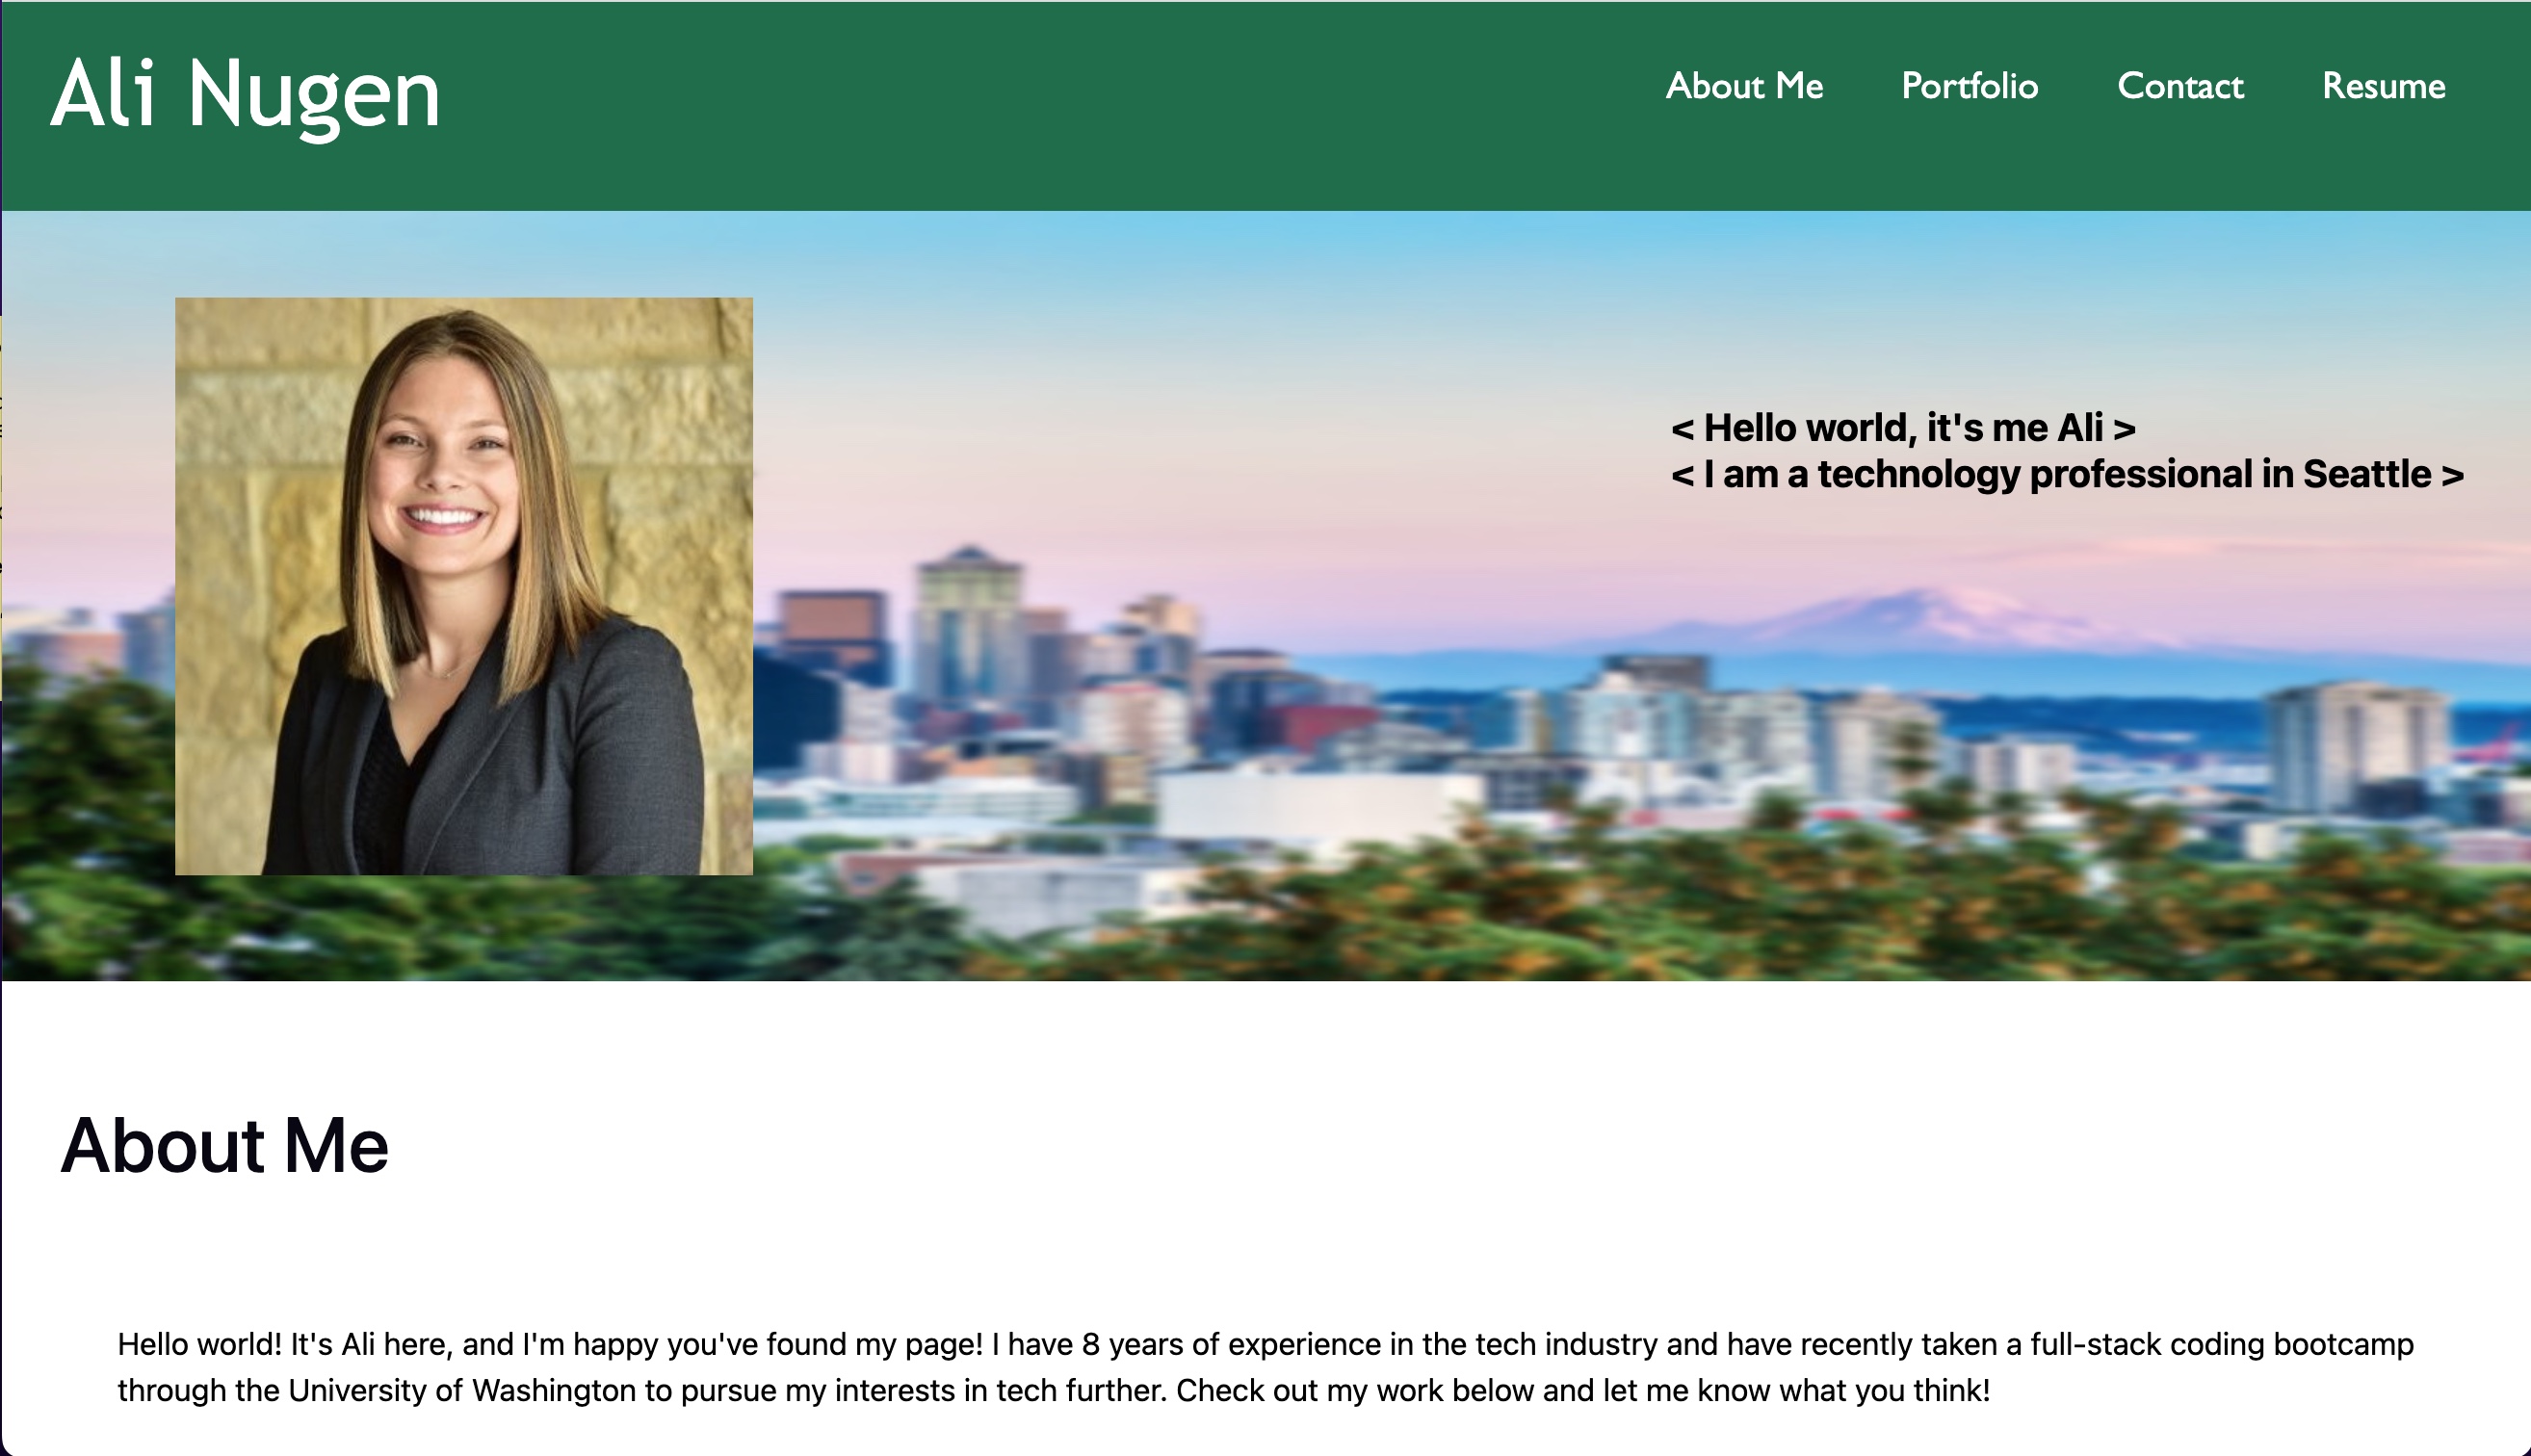 Ali Nugen
About Me Portfolio Contact Resume
< Hello world, it's me Ali >
< I am a technology professional in Seattle >
About Me
Hello world! It's Ali here, and I'm happy you've found my page! I have 8 years of experience in the tech industry and have recently taken a full-stack coding bootcamp
through the University of Washington to pursue my interests in tech further. Check out my work below and let me know what you think!